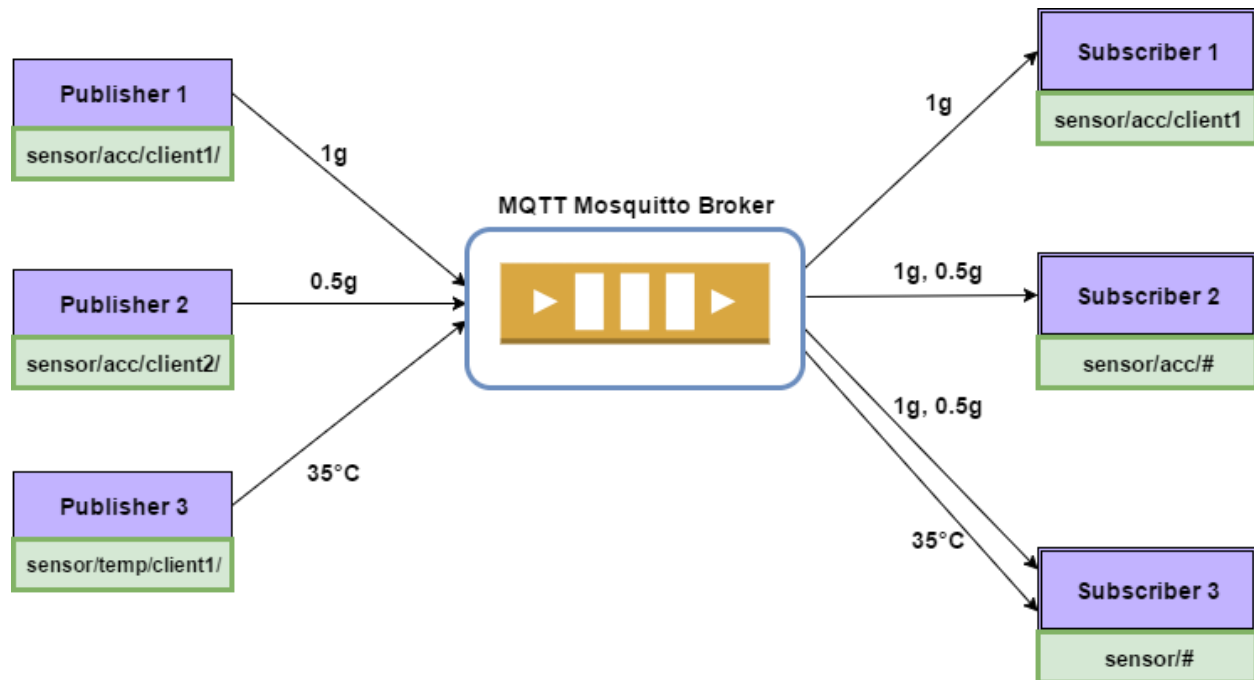 Publisher 1
sensor/acc/client1/
1g
Publisher 2
sensor/acc/client2/
0.5g
Publisher 3
sensor/temp/client1/
35°C
MQTT Mosquitto Broker
1g
Subscriber 1
sensor/acc/client1
1g, 0.5g
Subscriber 2
sensor/acc/#
1g, 0.5g
35°C
Subscriber 3
sensor/#